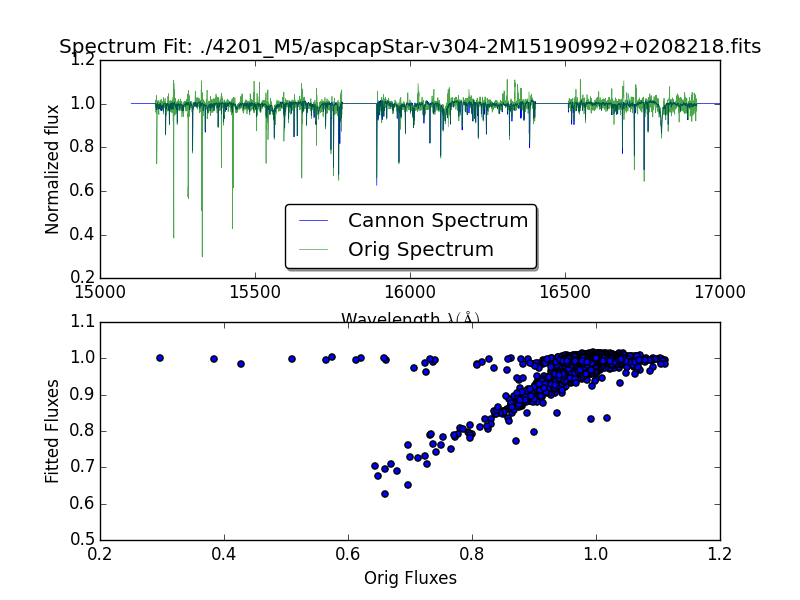 Spectrum Fit: ./4201_M5/aspcapStar-v304-2M15190992+0208218.fits
Normalized flux
1.2
1.0
0.8
0.6
0.4
0.2
Cannon Spectrum
Orig Spectrum
15000 15500 16000 16500 17000
Wavelength λ(Å)
Fitted Fluxes
1.1
1.0
0.9
0.8
0.7
0.6
0.5
0.2 0.4 0.6 0.8 1.0 1.2
Orig Fluxes